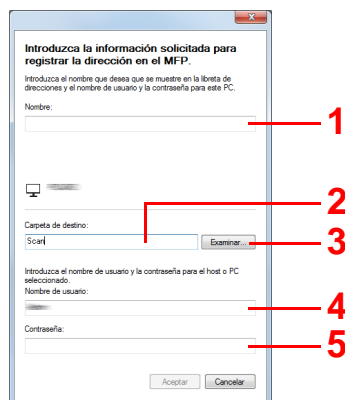 Introduzca la información solicitada para
registrar la dirección en el MFP.
Introduzca el nombre que desea que se muestre en la libreta de
direcciones y el nombre de usuario y la contraseña para este PC.
Nombre:
1
2
Carpeta de destino:
Scan
Examinar...
3
Introduzca el nombre de usuario y la contraseña para el host o PC
seleccionado.
Nombre de usuario:
4
Contraseña:
5
Aceptar
Cancelar